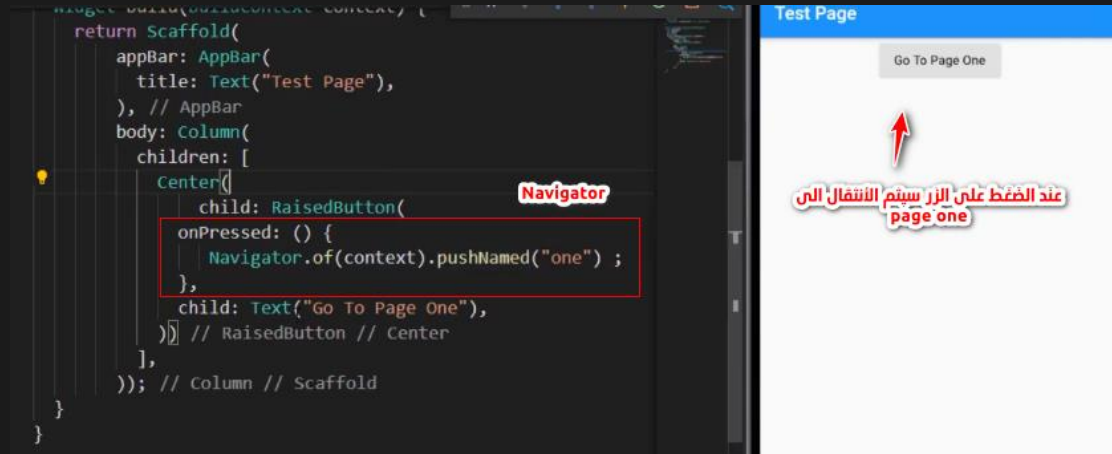 Widget build(BuildContext context) {
return Scaffold(
appBar: AppBar(
title: Text("Test Page"),
), // AppBar
body: Column(
children: [
Center(
child: RaisedButton(
onPressed: () {
Navigator.of(context).pushNamed("one") ;
},
child: Text("Go To Page One"),
)) // RaisedButton // Center
],
)); // Column // Scaffold
}
}
Navigator
Test Page
Go To Page One
عند الضغط على الزر سيتم الأنتقال الى
page one